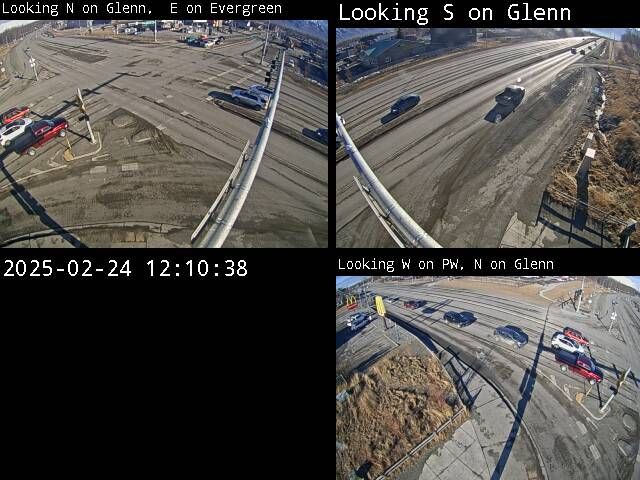 Looking N on Glenn,  E on Evergreen
Looking S on Glenn
2025-02-24 12:10:38
Looking W on PW, N on Glenn